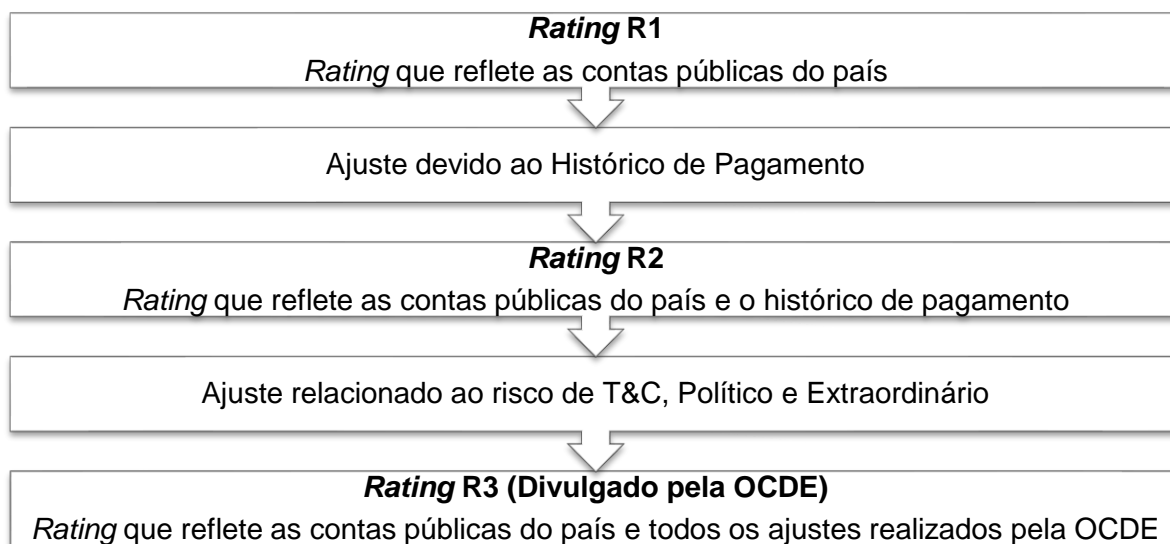 Rating R1
Rating que reflete as contas públicas do país
Ajuste devido ao Histórico de Pagamento
Rating R2
Rating que reflete as contas públicas do país e o histórico de pagamento
Ajuste relacionado ao risco de T&C, Político e Extraordinário
Rating R3 (Divulgado pela OCDE)
Rating que reflete as contas públicas do país e todos os ajustes realizados pela OCDE